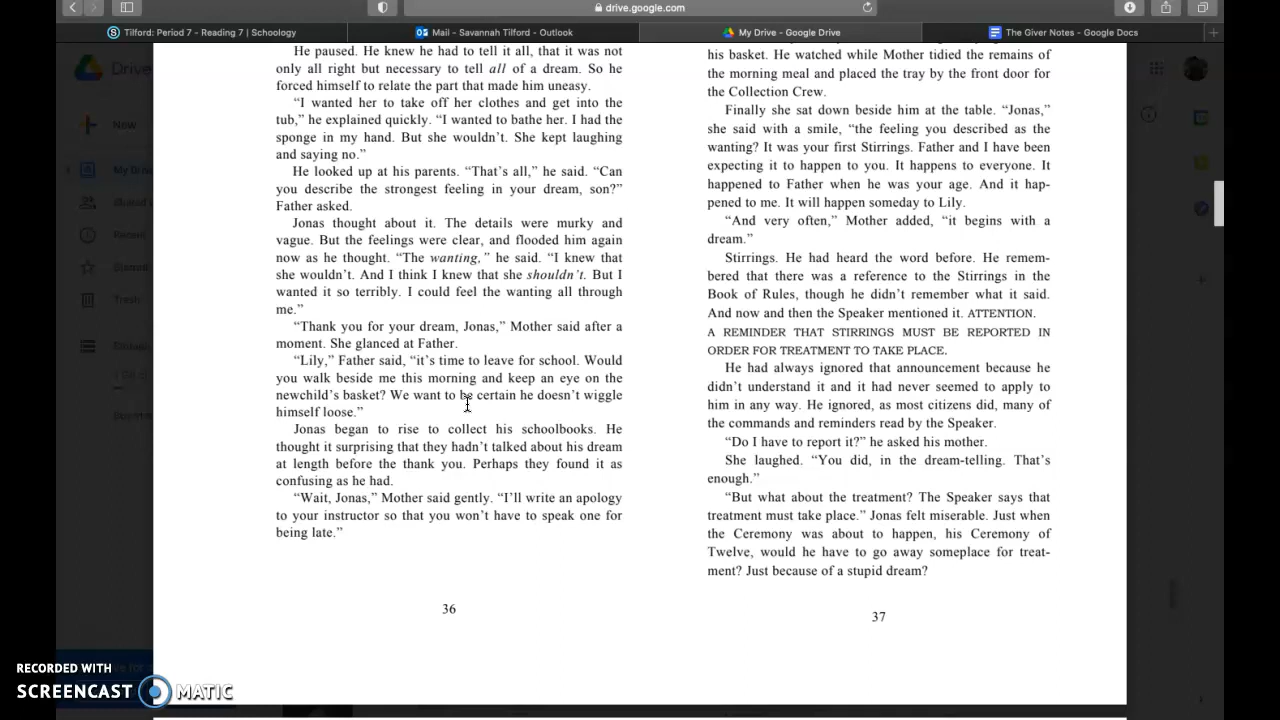 drive.google.com
Tilford: Period 7 - Reading 7 | Schoology
Mail - Savannah Tilford - Outlook
My Drive - Google Drive
The Giver Notes - Google Docs
Drive
New
My Driv
Shared
Recent
Starred
Trash
Storage
He paused. He knew he had to tell it all, that it was not
only all right but necessary to tell all of a dream. So he
forced himself to relate the part that made him uneasy.
“I wanted her to take off her clothes and get into the
tub,” he explained quickly. “I wanted to bathe her. I had the
sponge in my hand. But she wouldn’t. She kept laughing
and saying no.”
He looked up at his parents. “That’s all,” he said. “Can
you describe the strongest feeling in your dream, son?”
Father asked.
Jonas thought about it. The details were murky and
vague. But the feelings were clear, and flooded him again
now as he thought. “The wanting,” he said. “I knew that
she wouldn’t. And I think I knew that she shouldn’t. But I
wanted it so terribly. I could feel the wanting all through
me.”
“Thank you for your dream, Jonas,” Mother said after a
moment. She glanced at Father.
“Lily,” Father said, “it’s time to leave for school. Would
you walk beside me this morning and keep an eye on the
newchild’s basket? We want to be certain he doesn’t wiggle
himself loose.”
Jonas began to rise to collect his schoolbooks. He
thought it surprising that they hadn’t talked about his dream
at length before the thank you. Perhaps they found it as
confusing as he had.
“Wait, Jonas,” Mother said gently. “I’ll write an apology
to your instructor so that you won’t have to speak one for
being late.”
36
his basket. He watched while Mother tidied the remains of
the morning meal and placed the tray by the front door for
the Collection Crew.
Finally she sat down beside him at the table. “Jonas,”
she said with a smile, “the feeling you described as the
wanting? It was your first Stirrings. Father and I have been
expecting it to happen to you. It happens to everyone. It
happened to Father when he was your age. And it hap-
pened to me. It will happen someday to Lily.
“And very often,” Mother added, “it begins with a
dream.”
Stirrings. He had heard the word before. He remem-
bered that there was a reference to the Stirrings in the
Book of Rules, though he didn’t remember what it said.
And now and then the Speaker mentioned it. ATTENTION.
A REMINDER THAT STIRRINGS MUST BE REPORTED IN
ORDER FOR TREATMENT TO TAKE PLACE.
He had always ignored that announcement because he
didn’t understand it and it had never seemed to apply to
him in any way. He ignored, as most citizens did, many of
the commands and reminders read by the Speaker.
“Do I have to report it?” he asked his mother.
She laughed. “You did, in the dream-telling. That’s
enough.”
“But what about the treatment? The Speaker says that
treatment must take place.” Jonas felt miserable. Just when
the Ceremony was about to happen, his Ceremony of
Twelve, would he have to go away someplace for treat-
ment? Just because of a stupid dream?
37
RECORDED WITH
SCREENCAST MATIC